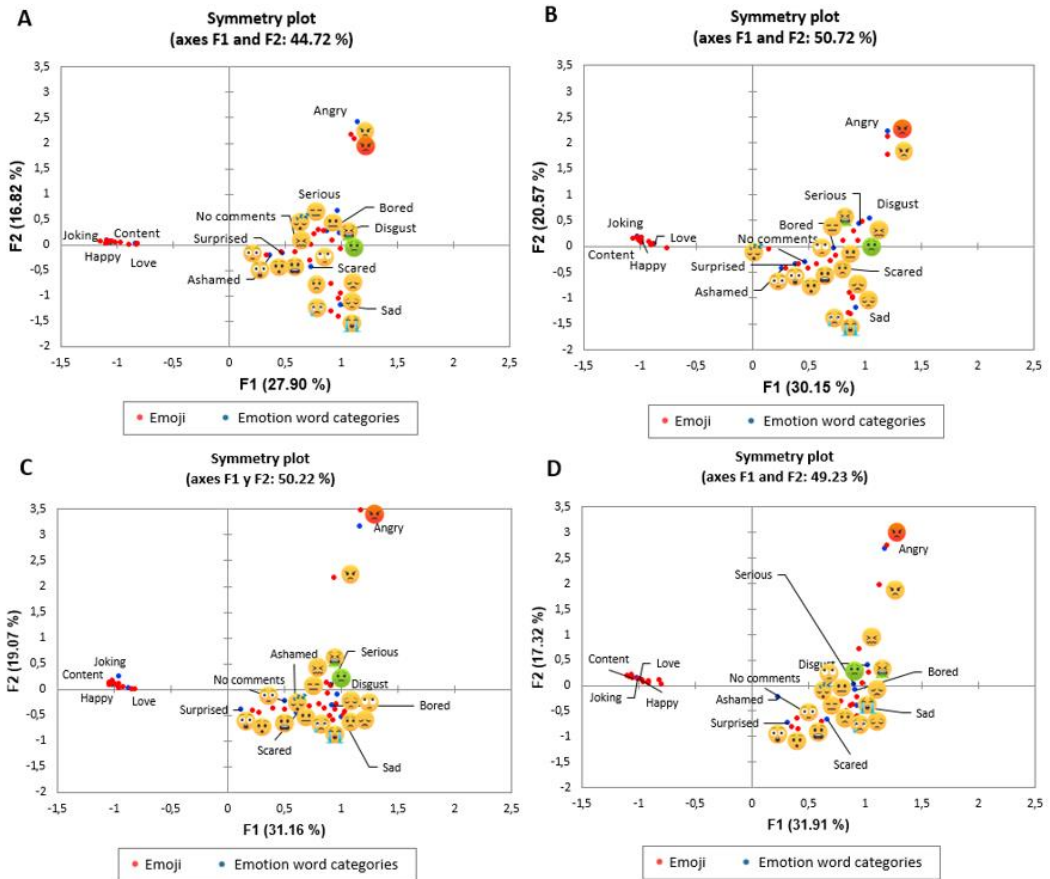 A
Symmetry plot
(axes F1 and F2: 44.72 %)
F2 (16.82 %)
3,5
3
2,5
2
1,5
1
0,5
0
-0,5
-1
-1,5
-2
Angry
Serious
No comments
Bored
Disgust
Surprised
Joking
Content
Happy
Love
Ashamed
Scared
Sad
-1,5 -1 -0,5 0 0,5 1 1,5 2 2,5
F1 (27.90 %)
Emoji Emotion word categories
B
Symmetry plot
(axes F1 and F2: 50.72 %)
F2 (20.57 %)
3,5
3
2,5
2
1,5
1
0,5
0
-0,5
-1
-1,5
-2
Angry
Serious
Disgust
Bored
No comments
Love
Content
Happy
Surprised
Scared
Ashamed
Sad
-1,5 -1 -0,5 0 0,5 1 1,5 2 2,5
F1 (30.15 %)
Emoji Emotion word categories
C
Symmetry plot
(axes F1 y F2: 50.22 %)
F2 (19.07 %)
3,5
3
2,5
2
1,5
1
0,5
0
-0,5
-1
-1,5
-2
Angry
Ashamed
Serious
Joking
Content
No comments
Disgust
Happy
Love
Surprised
Bored
Scared
Sad
-1,5 -1 -0,5 0 0,5 1 1,5 2 2,5
F1 (31.16 %)
Emoji Emotion word categories
D
Symmetry plot
(axes F1 and F2: 49.23 %)
F2 (17.32 %)
3,5
3
2,5
2
1,5
1
0,5
0
-0,5
-1
-1,5
-2
Angry
Serious
Content
Love
Disgust
Bored
No comments
Joking
Happy
Ashamed
Sad
Surprised
Scared
-1,5 -1 -0,5 0 0,5 1 1,5 2 2,5
F1 (31.91 %)
Emoji Emotion word categories